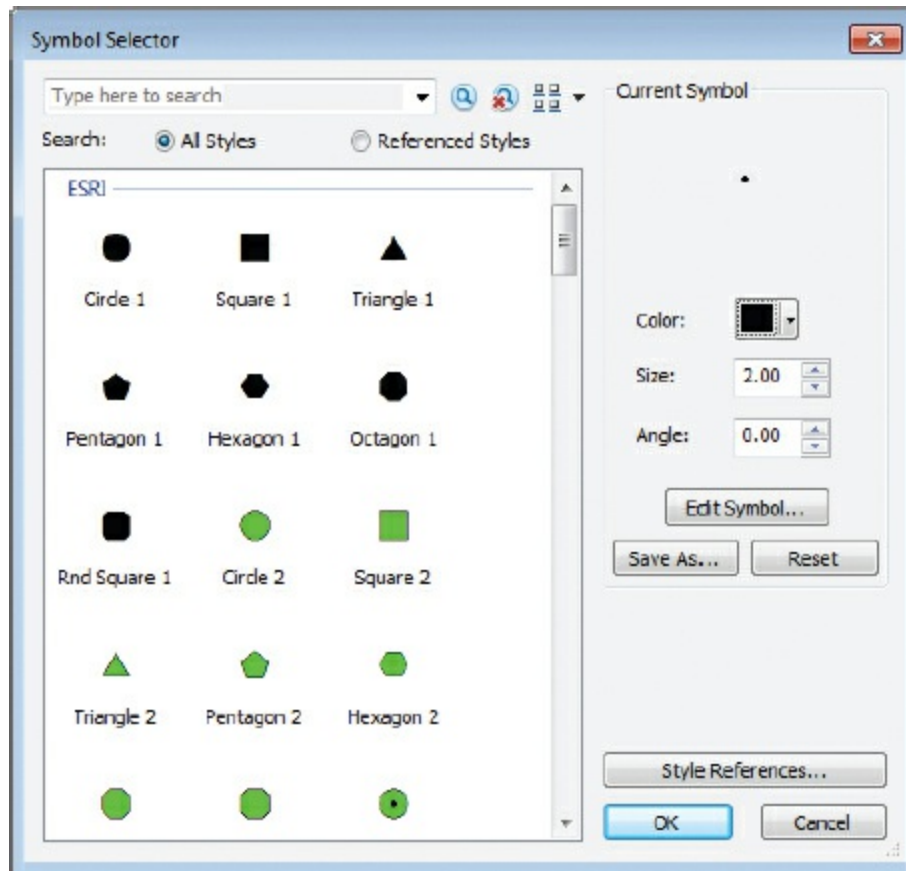 Symbol Selector
Type here to search
Search: All Styles Referenced Styles
ESRI
Circle 1 Square 1 Triangle 1
Pentagon 1 Hexagon 1 Octagon 1
Rnd Square 1 Circle 2 Square 2
Triangle 2 Pentagon 2 Hexagon 2
Current Symbol
Color:
Size: 2.00
Angle: 0.00
Edit Symbol...
Save As... Reset
Style References...
OK Cancel